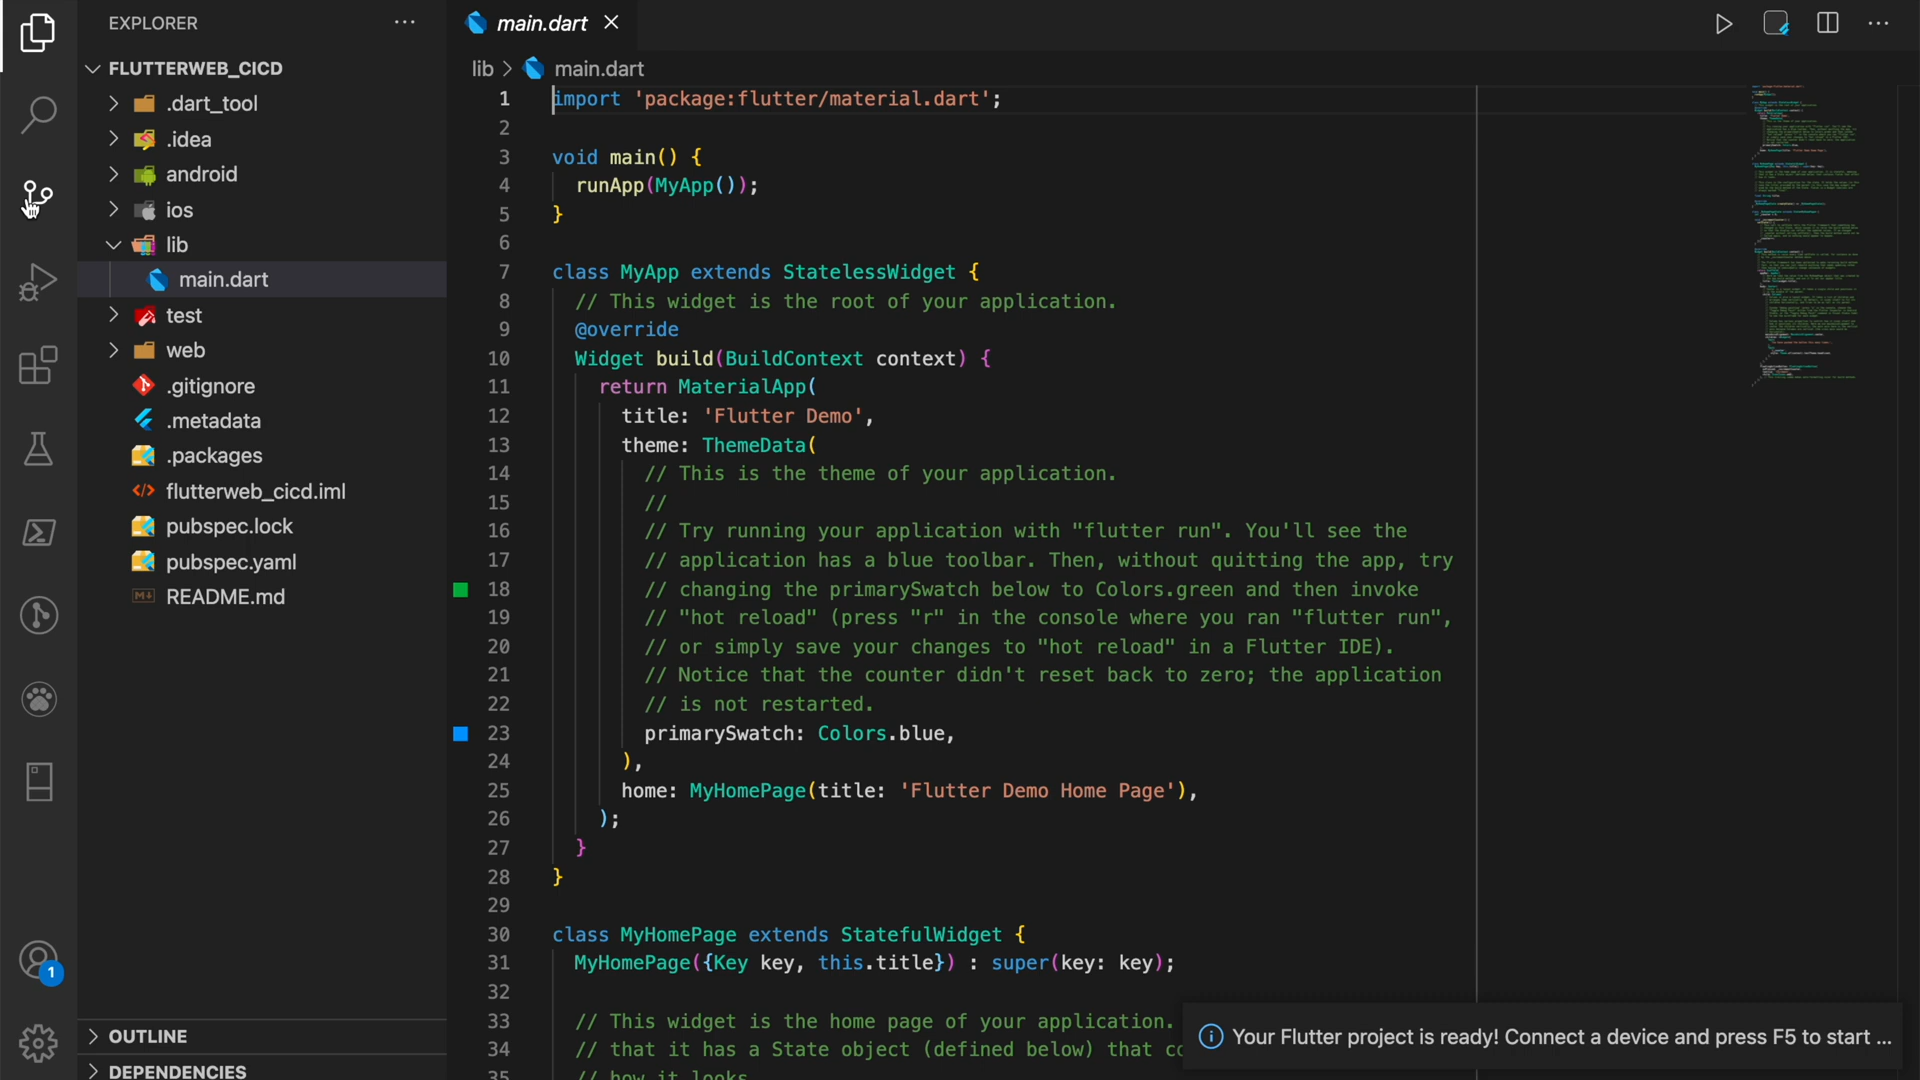 EXPLORER
FLUTTERWEB_CICD
.dart_tool
.idea
android
ios
lib
main.dart
test
web
.gitignore
.metadata
.packages
flutterweb_cicd.iml
pubspec.lock
pubspec.yaml
README.md
OUTLINE
DEPENDENCIES
1
main.dart
lib > main.dart
1 import 'package:flutter/material.dart';
2
3 void main() {
4 runApp(MyApp());
5 }
6
7 class MyApp extends StatelessWidget {
8 // This widget is the root of your application.
9 @override
10 Widget build(BuildContext context) {
11 return MaterialApp(
12 title: 'Flutter Demo',
13 theme: ThemeData(
14 // This is the theme of your application.
15 //
16 // Try running your application with "flutter run". You'll see the
17 // application has a blue toolbar. Then, without quitting the app, try
18 // changing the primarySwatch below to Colors.green and then invoke
19 // "hot reload" (press "r" in the console where you ran "flutter run",
20 // or simply save your changes to "hot reload" in a Flutter IDE).
21 // Notice that the counter didn't reset back to zero; the application
22 // is not restarted.
23 primarySwatch: Colors.blue,
24 ),
25 home: MyHomePage(title: 'Flutter Demo Home Page'),
26 );
27 }
28 }
29
30 class MyHomePage extends StatefulWidget {
31 MyHomePage({Key key, this.title}) : super(key: key);
32
33 // This widget is the home page of your application.
34 // that it has a State object (defined below) that co
35 // how it looks
Your Flutter project is ready! Connect a device and press F5 to start ...